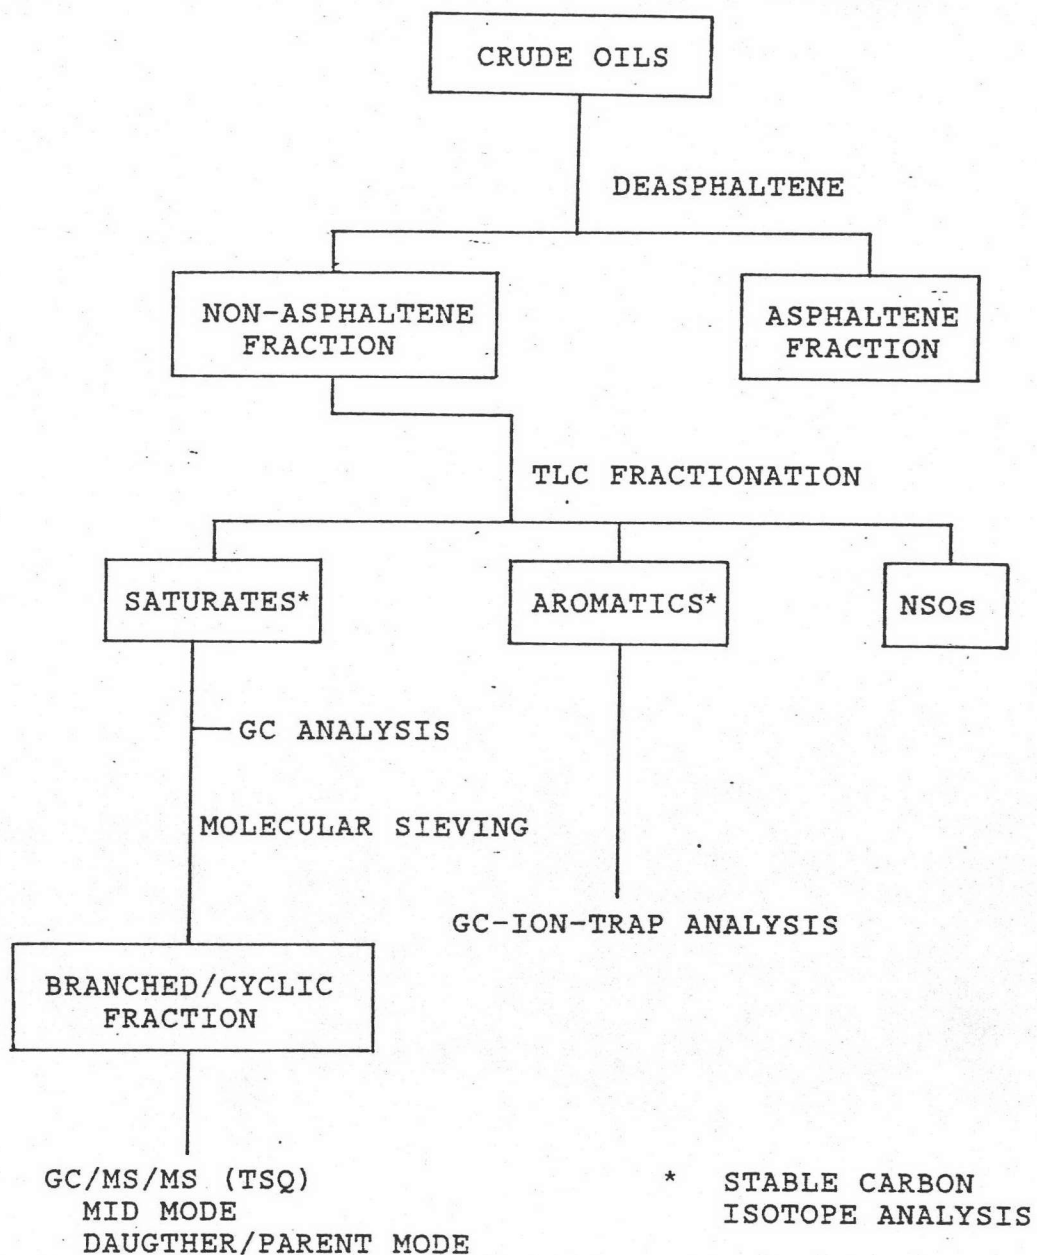 CRUDE OILS
DEASPHALTENE
NON-ASPHALTENE
FRACTION
ASPHALTENE
FRACTION
TLC FRACTIONATION
SATURATES*
AROMATICS*
NSOs
GC ANALYSIS
MOLECULAR SIEVING
GC-ION-TRAP ANALYSIS
BRANCHED/CYCLIC
FRACTION
GC/MS/MS (TSQ)
MID MODE
DAUGTHER/PARENT MODE
* STABLE CARBON
ISOTOPE ANALYSIS